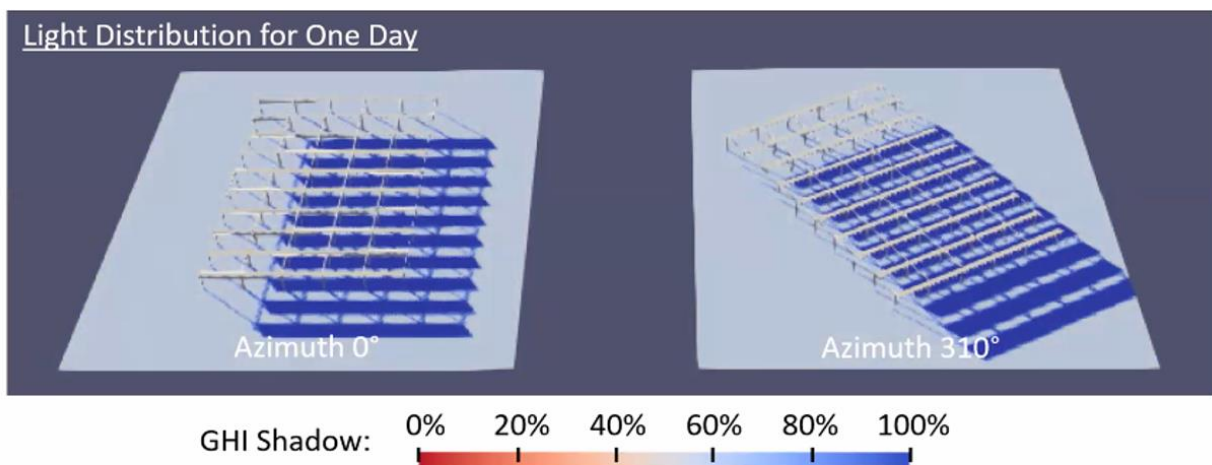 Light Distribution for One Day
Azimuth 0°
Azimuth 310°
GHI Shadow:
0% 20% 40% 60% 80% 100%